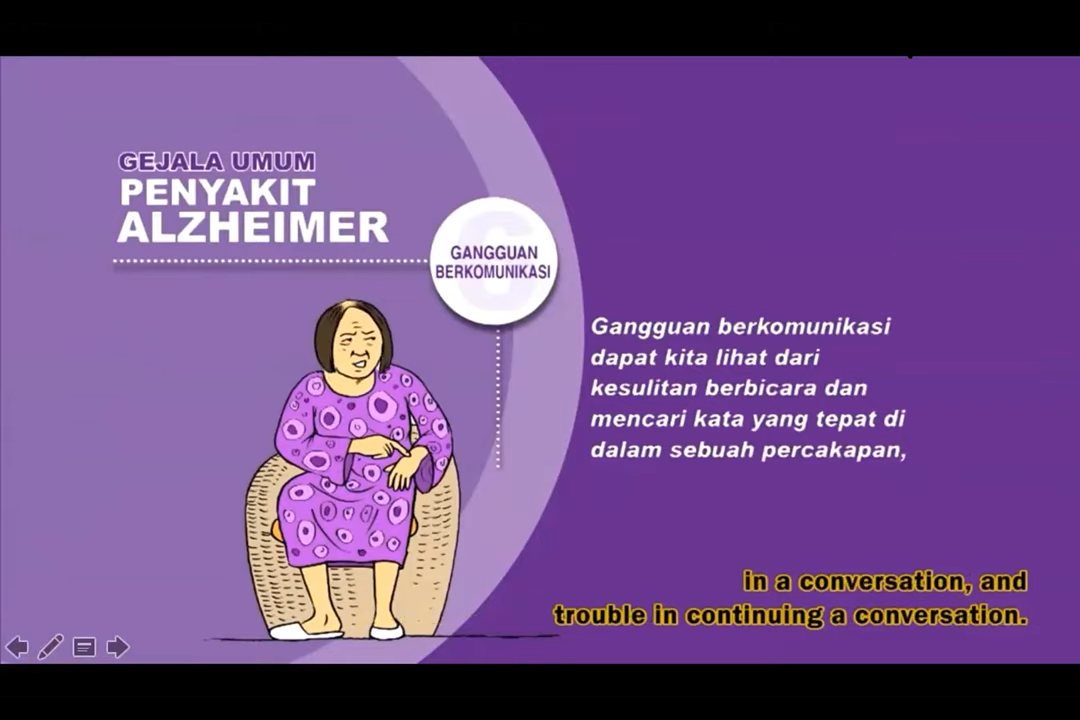 GEJALA UMUM
PENYAKIT
ALZHEIMER
GANGGUAN
BERKOMUNIKASI
Gangguan berkomunikasi
dapat kita lihat dari
kesulitan berbicara dan
mencari kata yang tepat di
dalam sebuah percakapan,
in a conversation, and
trouble in continuing a conversation.